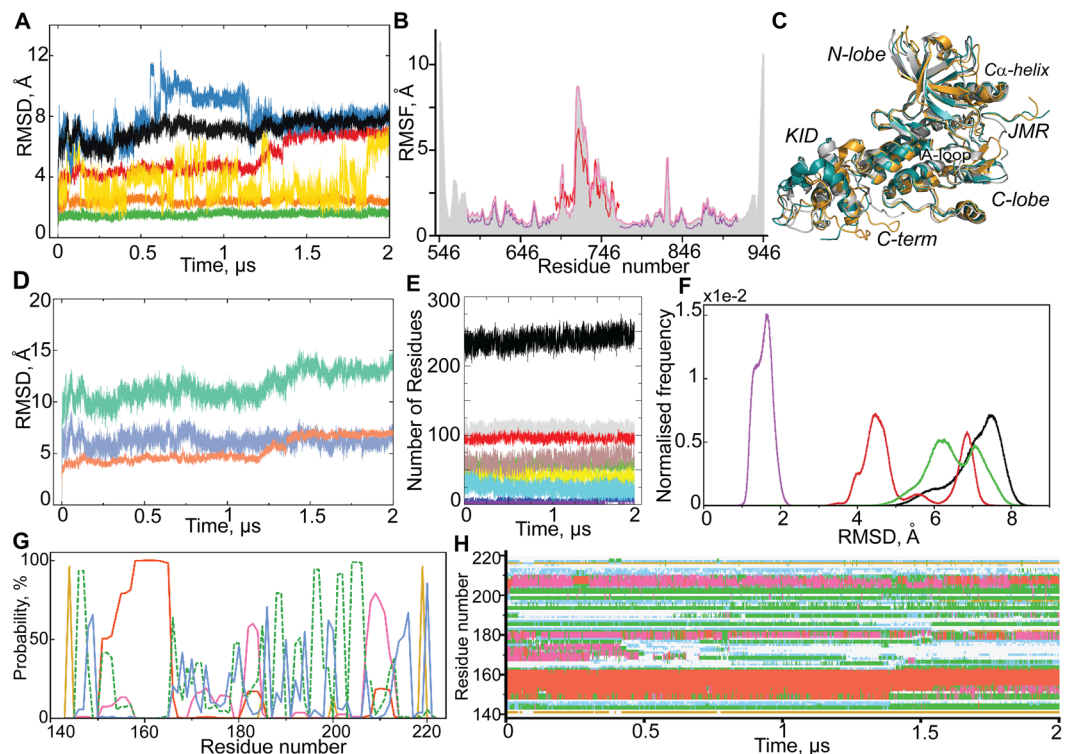 A
RMSD, Å
12
8
4
0
0
0.5
1
1.5
2
Time, µs
B
RMSF, Å
10
5
0
546
646
746
846
946
Residue number
C
N-lobe
Cα-helix
KID
JMR
A-loop
C-lobe
C-term
D
RMSD, Å
20
15
10
5
0
0
0.5
1
1.5
2
Time, µs
E
Number of Residues
300
200
100
0
0
1
2
Time, µs
F
x1e-2
Normalised frequency
1.5
1
0.5
0
0
2
4
6
8
RMSD, Å
G
Probability, %
100
50
0
140
160
180
200
220
Residue number
H
Residue number
220
200
180
160
140
0.5
1
1.5
2
Time, µs